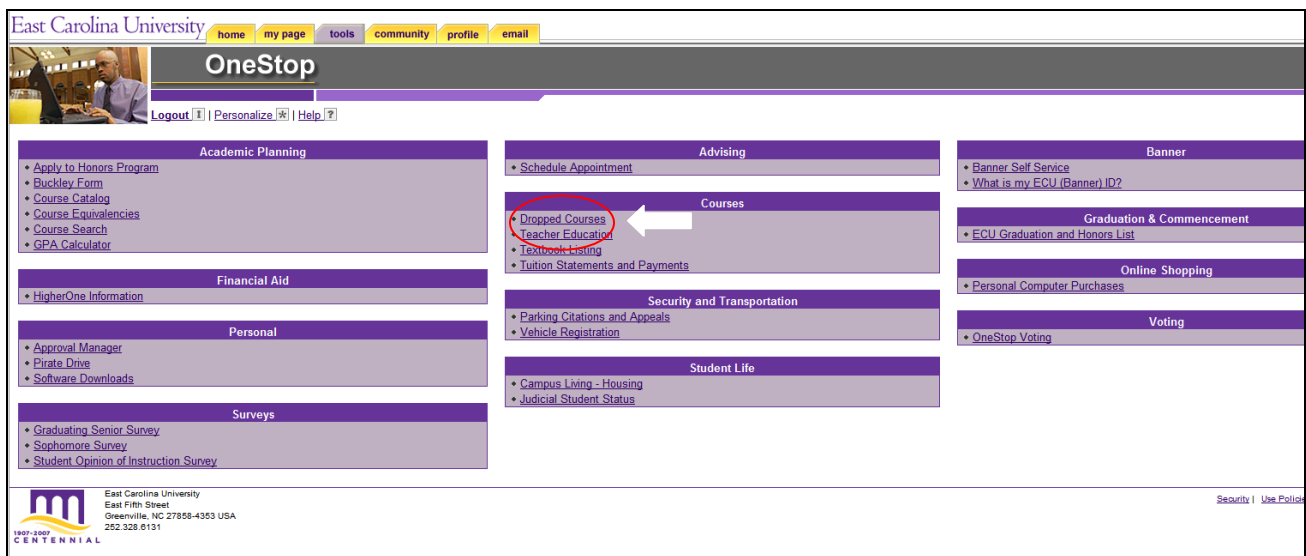 East Carolina University
home my page tools community profile email
OneStop
Logout | Personalize | Help ?
Academic Planning
Apply to Honors Program
Buckley Form
Course Catalog
Course Equivalencies
Course Search
GPA Calculator
Financial Aid
HigherOne Information
Personal
Approval Manager
Pirate Drive
Software Downloads
Surveys
Graduating Senior Survey
Sophomore Survey
Student Opinion of Instruction Survey
Advising
Schedule Appointment
Courses
Dropped Courses
Teacher Education
Textbook Listing
Tuition Statements and Payments
Security and Transportation
Parking Citations and Appeals
Vehicle Registration
Student Life
Campus Living - Housing
Judicial Student Status
Banner
Banner Self Service
What is my ECU (Banner) ID?
Graduation & Commencement
ECU Graduation and Honors List
Online Shopping
Personal Computer Purchases
Voting
OneStop Voting
1907-2007
CENTENNIAL
East Carolina University
East Fifth Street
Greenville, NC 27858-4353 USA
252.328.6131
Security | Use Policie